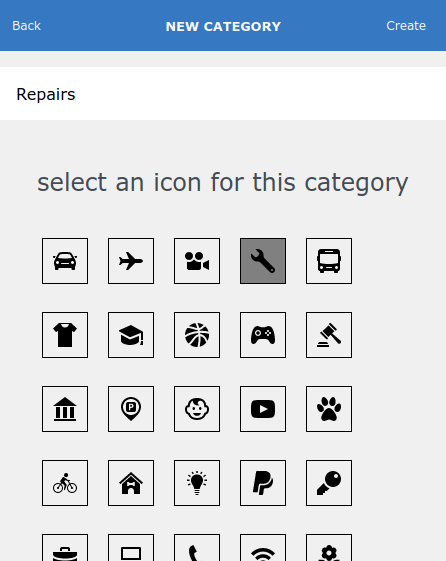 Back
NEW CATEGORY
Create
Repairs
select an icon for this category